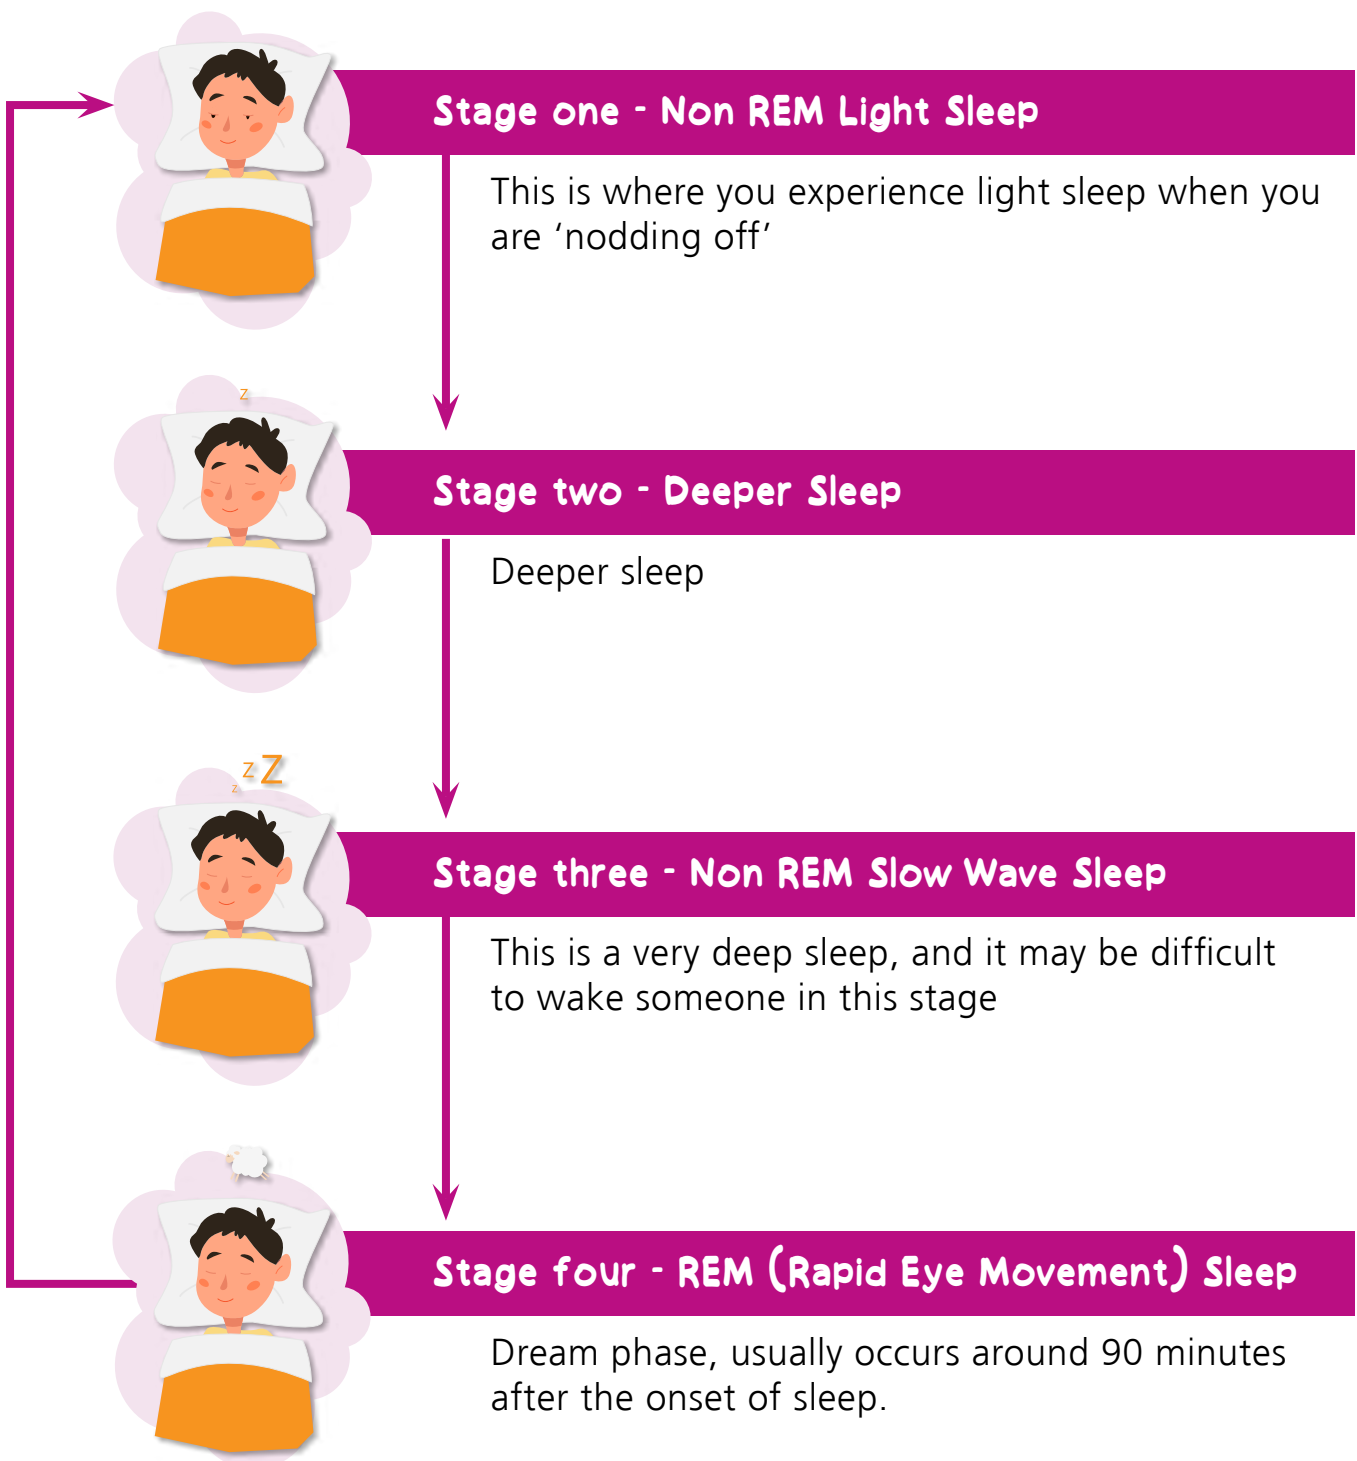 Stage one - Non REM Light Sleep
This is where you experience light sleep when you
are ‘nodding off’
z
Stage two - Deeper Sleep
Deeper sleep
z z Z
Stage three - Non REM Slow Wave Sleep
This is a very deep sleep, and it may be difficult
to wake someone in this stage
Stage four - REM (Rapid Eye Movement) Sleep
Dream phase, usually occurs around 90 minutes
after the onset of sleep.